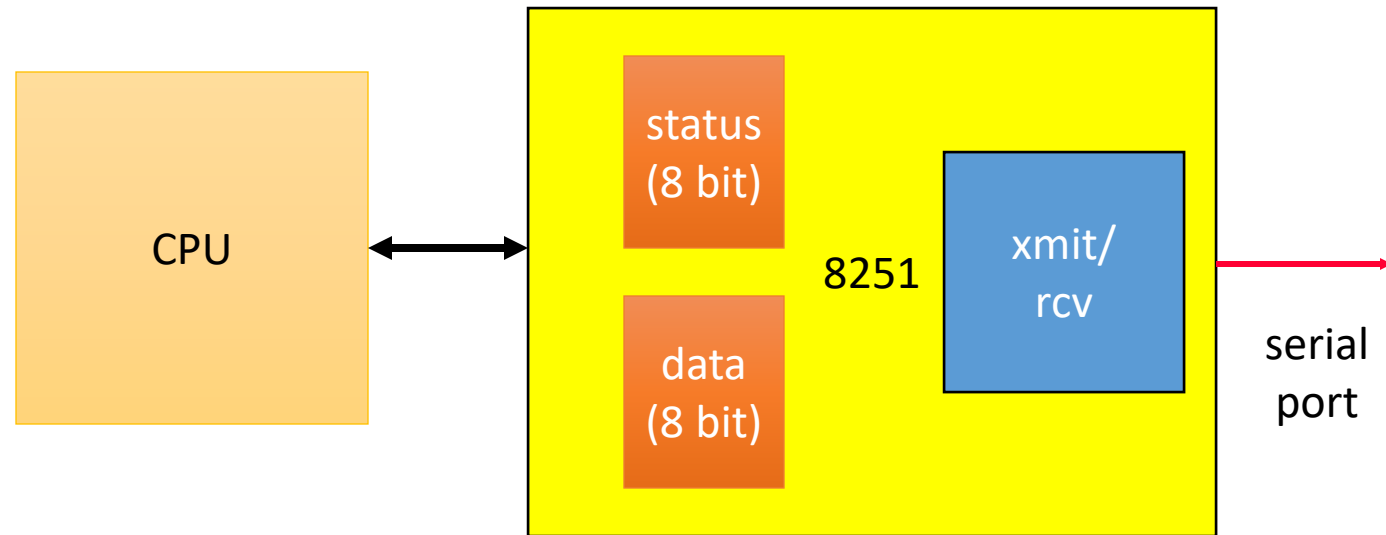 CPU
status
(8 bit)
data
(8 bit)
8251
xmit/
rcv
serial
port